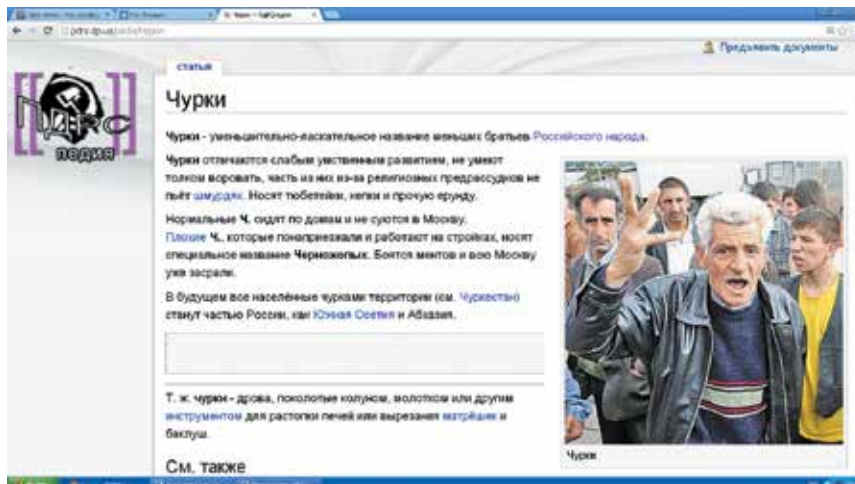 Чурки
Предъявить документы
статья
ПДНС
педия
Чурки
Чурки - уменьшительно-ласкательное название меньших братьев Российского народа.
Чурки отличаются слабым умственным развитием, не умеют
толком воровать, часть из них из-за религиозных предрассудков не
пьёт шмурдяк. Носят тюбетейки, кепки и прочую ерунду.
Нормальные Ч. сидят по домам и не суются в Москву.
Плохие Ч., которые понаприезжали и работают на стройках, носят
специальное название Черножопых. Боятся ментов и всю Москву
уже засрали.
В будущем все населённые чурками территории (см. Чуркестан)
станут частью России, как Южная Осетия и Абхазия.
Т. ж. чурки - дрова, поколотые колуном, молотком или другим
инструментом для растопки печей или вырезания матрёшек и
баклуш.
Чурки
См. также